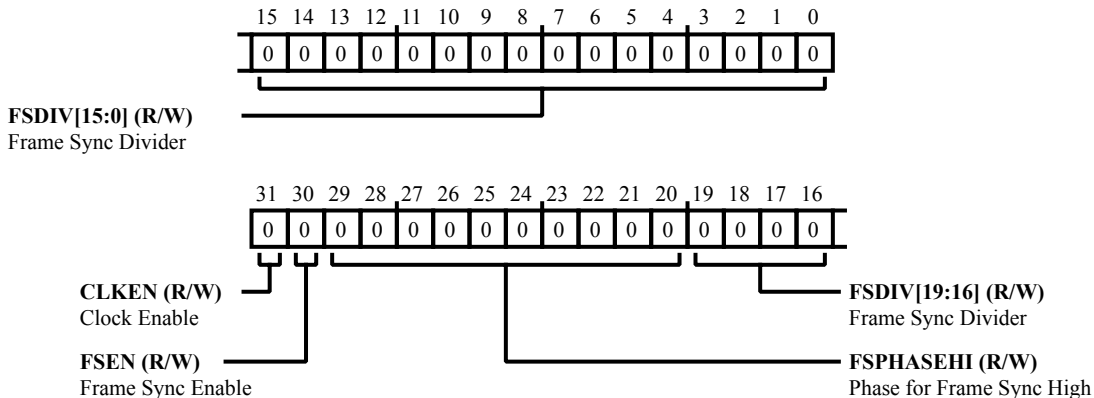 15 14 13 12 11 10 9 8 7 6 5 4 3 2 1 0
0 0 0 0 0 0 0 0 0 0 0 0 0 0 0 0
FSDIV[15:0] (R/W)
Frame Sync Divider
31 30 29 28 27 26 25 24 23 22 21 20 19 18 17 16
0 0 0 0 0 0 0 0 0 0 0 0 0 0 0 0
CLKEN (R/W)
Clock Enable
FSDIV[19:16] (R/W)
Frame Sync Divider
FSEN (R/W)
Frame Sync Enable
FSPHASEHI (R/W)
Phase for Frame Sync High